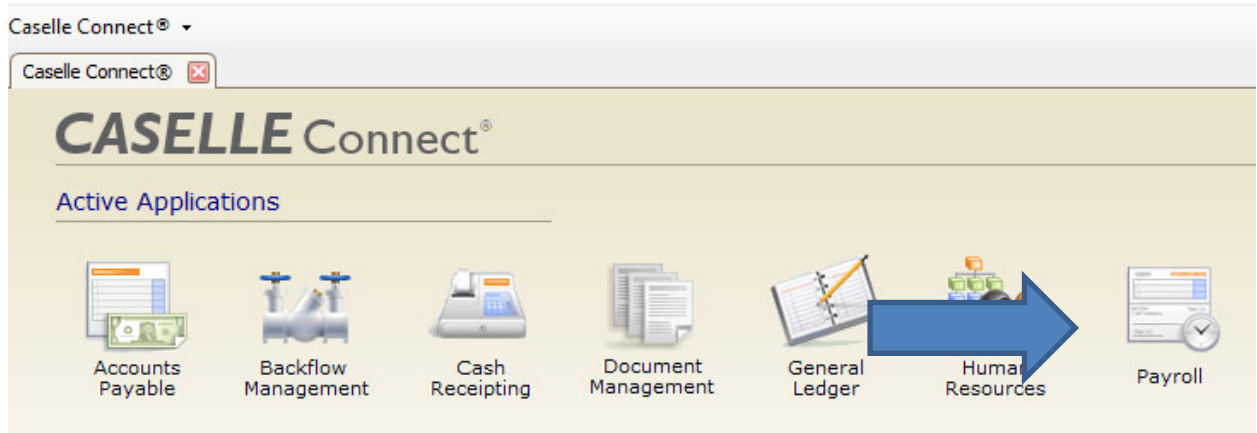 Caselle Connect®
Caselle Connect®
CASELLE Connect®
Active Applications
Accounts
Payable
Backflow
Management
Cash
Receipting
Document
Management
General
Ledger
Human
Resources
Payroll